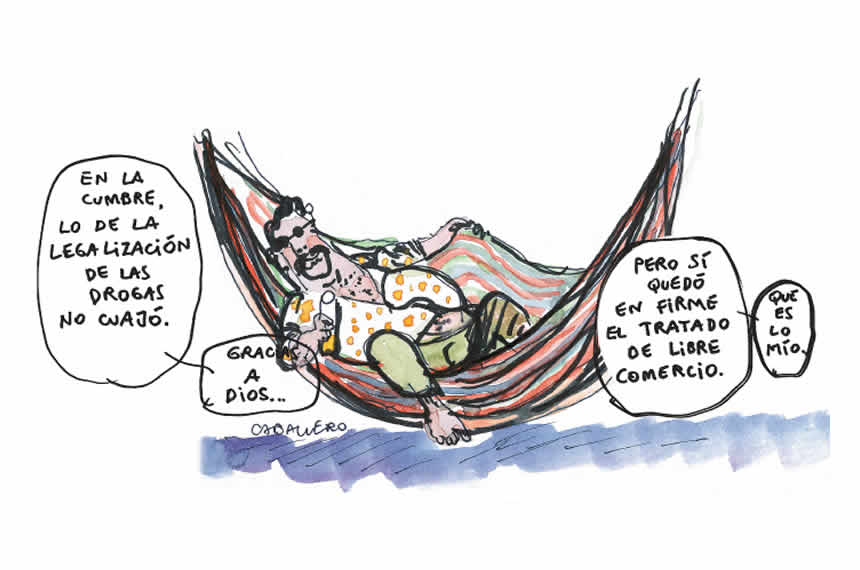 EN LA
CUMBRE,
LO DE LA
LEGALIZACIÓN
DE LAS
DROGAS
NO CUAJÓ.
GRACIAS
A
DIOS...
PERO SÍ
QUEDÓ
EN FIRME
EL TRATADO
DE LIBRE
COMERCIO.
QUE
ES
LO
MÍO.
CABALLERO